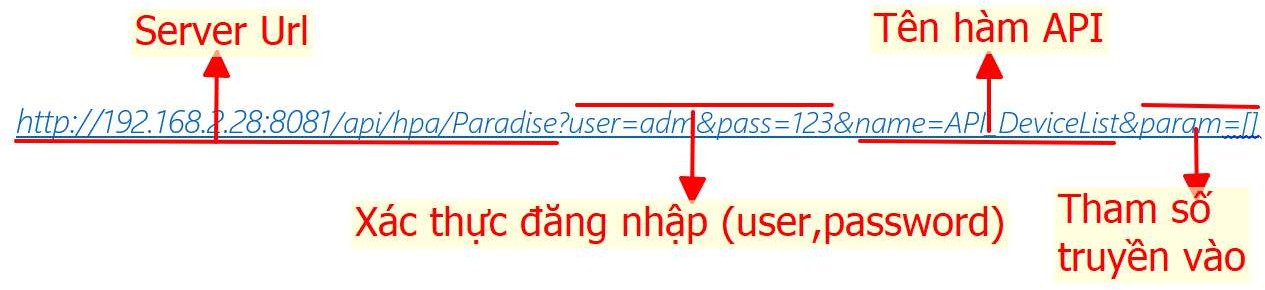 Server Url
Tên hàm API
http://192.168.2.28:8081/api/hpa/Paradise?user=adm&pass=123&name=API_DeviceList&param=[]
Xác thực đăng nhập (user,password)
Tham số
truyền vào